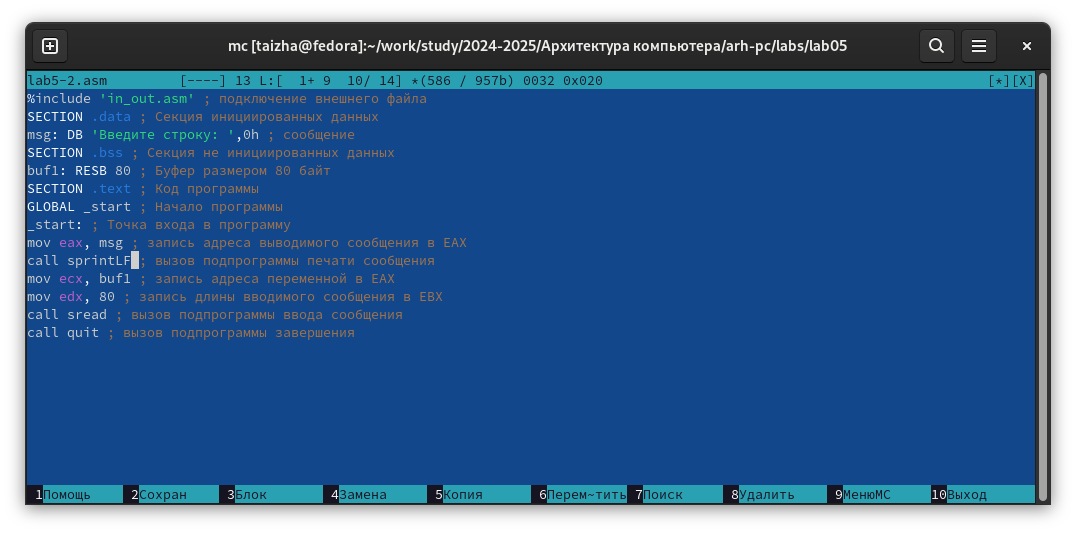 mc [taizha@fedora]:~/work/study/2024-2025/Архитектура компьютера/arh-pc/labs/lab05
lab5-2.asm [----] 13 L:[ 1+ 9 10/ 14] *(586 / 957b) 0032 0x020 [*][X]
%include 'in_out.asm' ; подключение внешнего файла
SECTION .data ; Секция инициированных данных
msg: DB 'Введите строку: ',0h ; сообщение
SECTION .bss ; Секция не инициированных данных
buf1: RESB 80 ; Буфер размером 80 байт
SECTION .text ; Код программы
GLOBAL _start ; Начало программы
_start: ; Точка входа в программу
mov eax, msg ; запись адреса выводимого сообщения в EAX
call sprintLF ; вызов подпрограммы печати сообщения
mov ecx, buf1 ; запись адреса переменной в EAX
mov edx, 80 ; запись длины вводимого сообщения в EBX
call sread ; вызов подпрограммы ввода сообщения
call quit ; вызов подпрограммы завершения
1Помощь 2Сохран 3Блок 4Замена 5Копия 6Перем~тить 7Поиск 8Удалить 9МенюMC 10Выход